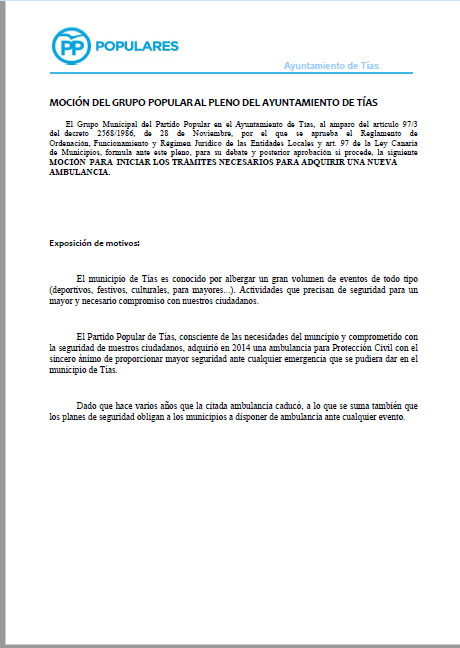 PP POPULARES
Ayuntamiento de Tías
MOCIÓN DEL GRUPO POPULAR AL PLENO DEL AYUNTAMIENTO DE TÍAS
El Grupo Municipal del Partido Popular en el Ayuntamiento de Tías, al amparo del artículo 97/3
del decreto 2568/1986, de 28 de Noviembre, por el que se aprueba el Reglamento de
Ordenación, Funcionamiento y Régimen Jurídico de las Entidades Locales y art. 97 de la Ley Canaria
de Municipios, formula ante este pleno, para su debate y posterior aprobación si procede, la siguiente
MOCIÓN PARA INICIAR LOS TRÁMITES NECESARIOS PARA ADQUIRIR UNA NUEVA
AMBULANCIA.
Exposición de motivos:
El municipio de Tías es conocido por albergar un gran volumen de eventos de todo tipo
(deportivos, festivos, culturales, para mayores...). Actividades que precisan de seguridad para un
mayor y necesario compromiso con nuestros ciudadanos.
El Partido Popular de Tías, consciente de las necesidades del muncipio y comprometido con
la seguridad de nuestros ciudadanos, adquirió en 2014 una ambulancia para Protección Civil con el
sincero ánimo de proporcionar mayor seguridad ante cualquier emergencia que se pudiera dar en el
municipio de Tías.
Dado que hace varios años que la citada ambulancia caducó, a lo que se suma también que
los planes de seguridad obligan a los municipios a disponer de ambulancia ante cualquier evento.